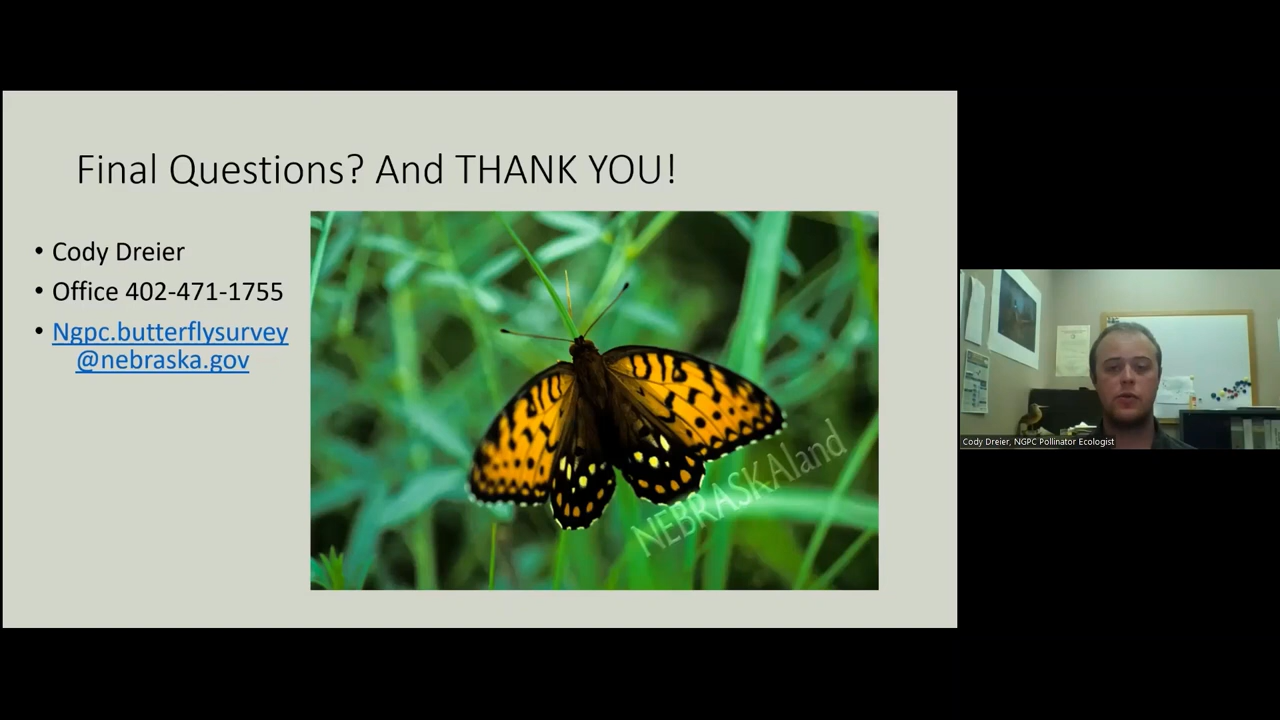 Final Questions? And THANK YOU!
• Cody Dreier
• Office 402-471-1755
• Ngpc.butterflysurvey
@nebraska.gov
NEBRASKAland
Cody Dreier, NGPC Pollinator Ecologist